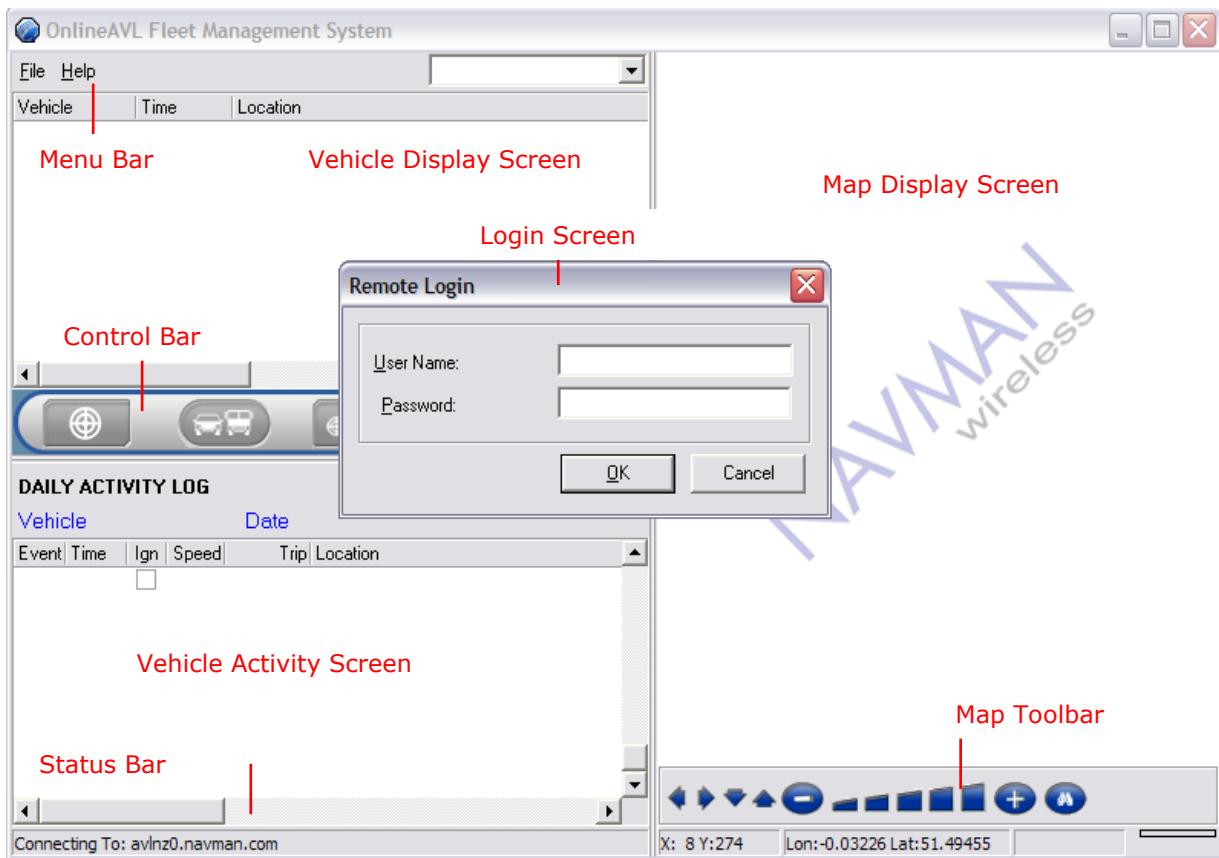 OnlineAVL Fleet Management System
File Help
Vehicle Time Location
Menu Bar
Vehicle Display Screen
Map Display Screen
Login Screen
Remote Login
Control Bar
User Name:
Password:
OK Cancel
NAVMAN
wireless
DAILY ACTIVITY LOG
Vehicle Date
Event Time Ign Speed Trip Location
Vehicle Activity Screen
Map Toolbar
Status Bar
Connecting To: avlnz0.navman.com
X: 8 Y:274 Lon:-0.03226 Lat:51.49455